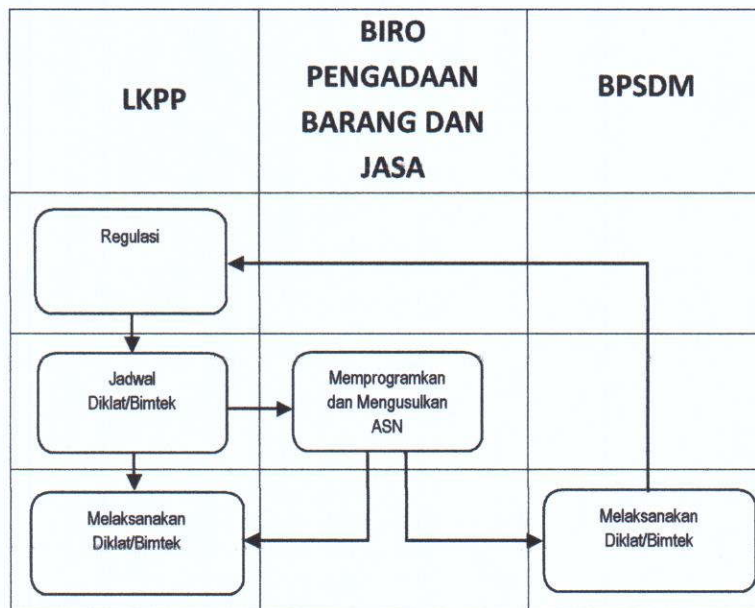 LKPP
BIRO
PENGADAAN
BARANG DAN
JASA
BPSDM
Regulasi
Jadwal
Diklat/Bimtek
Memprogramkan
dan Mengusulkan
ASN
Melaksanakan
Diklat/Bimtek
Melaksanakan
Diklat/Bimtek